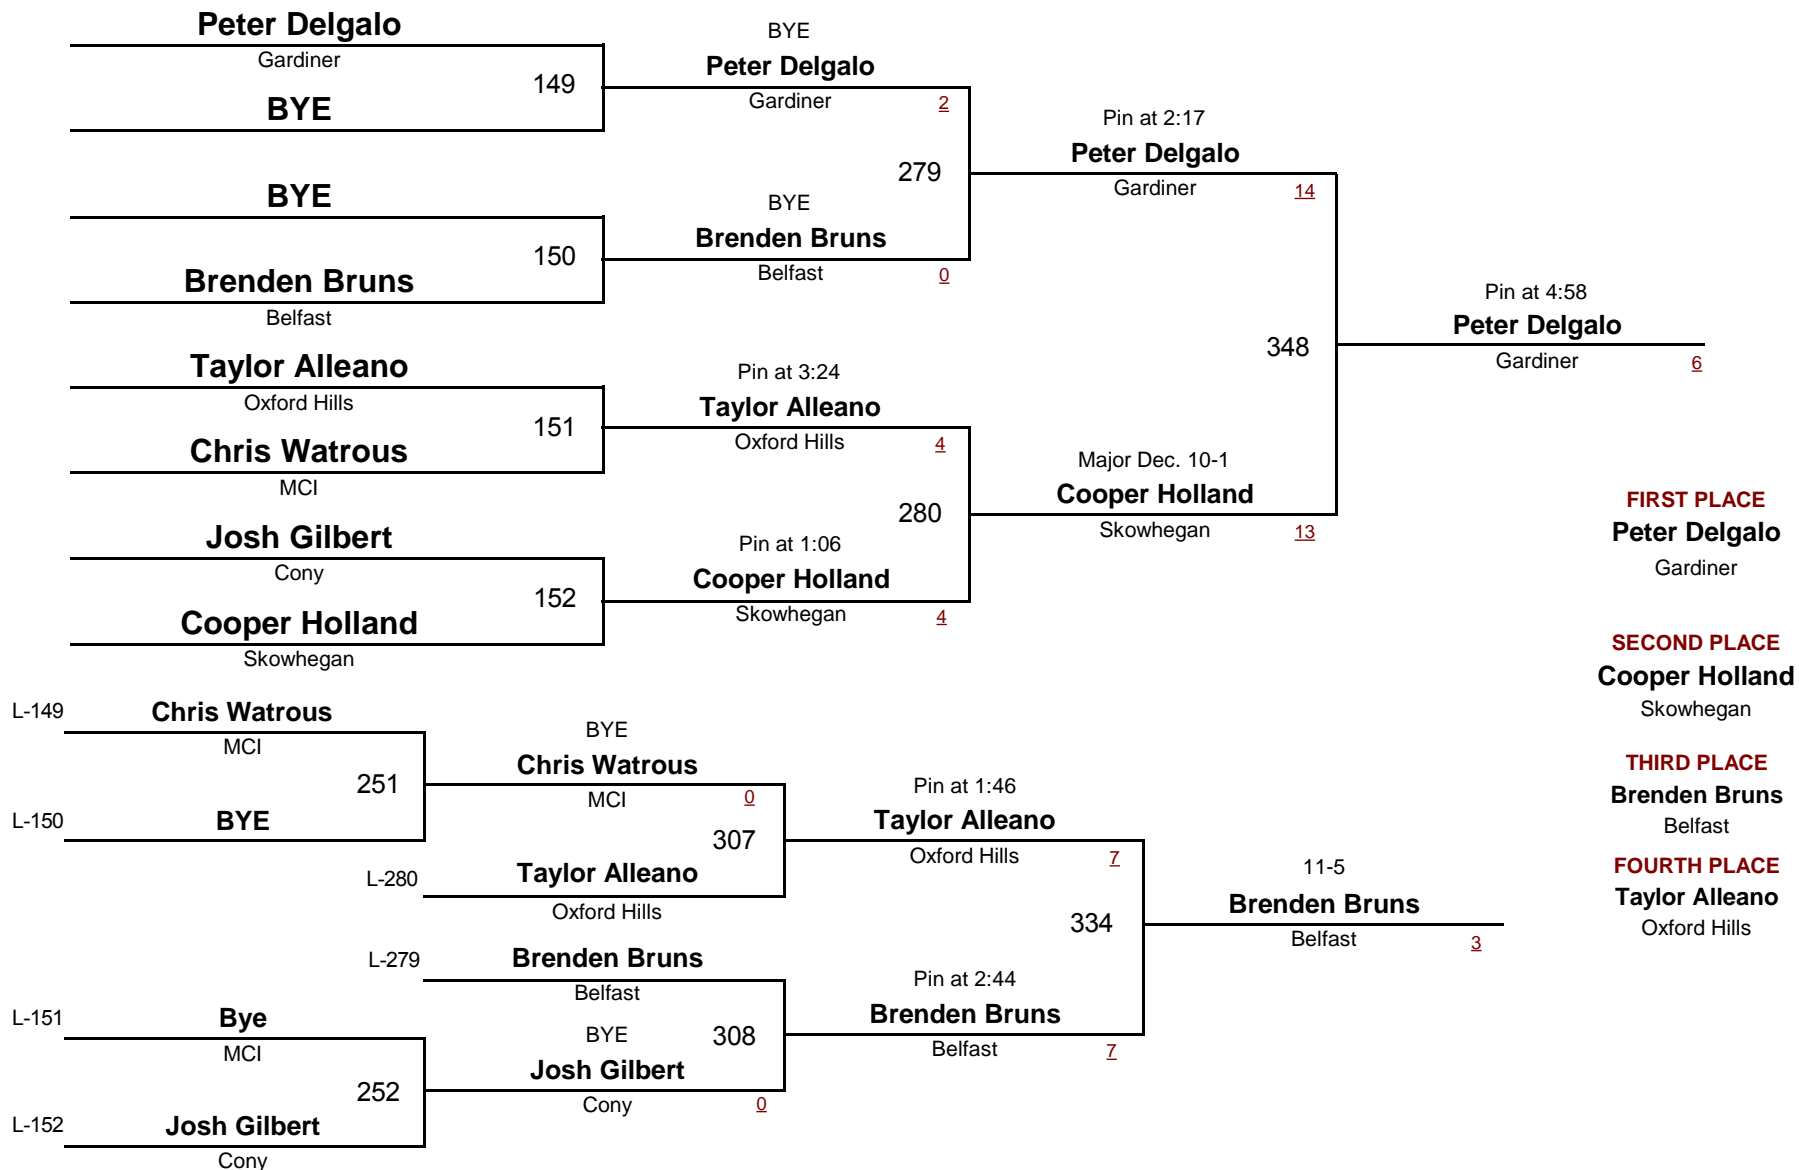 Peter Delgalo
Gardiner
149
BYE
BYE
150
Brenden Bruns
Belfast
Taylor Alleano
Oxford Hills
151
Chris Watrous
MCI
Josh Gilbert
Cony
152
Cooper Holland
Skowhegan
BYE
Peter Delgalo
Gardiner
2
279
BYE
Brenden Bruns
Belfast
0
Pin at 3:24
Taylor Alleano
Oxford Hills
4
280
Pin at 1:06
Cooper Holland
Skowhegan
4
Pin at 2:17
Peter Delgalo
Gardiner
14
348
Major Dec. 10-1
Cooper Holland
Skowhegan
13
Pin at 4:58
Peter Delgalo
Gardiner
6
FIRST PLACE
Peter Delgalo
Gardiner
SECOND PLACE
Cooper Holland
Skowhegan
THIRD PLACE
Brenden Bruns
Belfast
FOURTH PLACE
Taylor Alleano
Oxford Hills
L-149
Chris Watrous
MCI
251
L-150
BYE
BYE
Chris Watrous
MCI
0
307
L-280
Taylor Alleano
Oxford Hills
L-279
Brenden Bruns
Belfast
L-151
Bye
MCI
252
L-152
Josh Gilbert
Cony
BYE
308
Josh Gilbert
Cony
0
Pin at 1:46
Taylor Alleano
Oxford Hills
7
334
Pin at 2:44
Brenden Bruns
Belfast
7
11-5
Brenden Bruns
Belfast
3